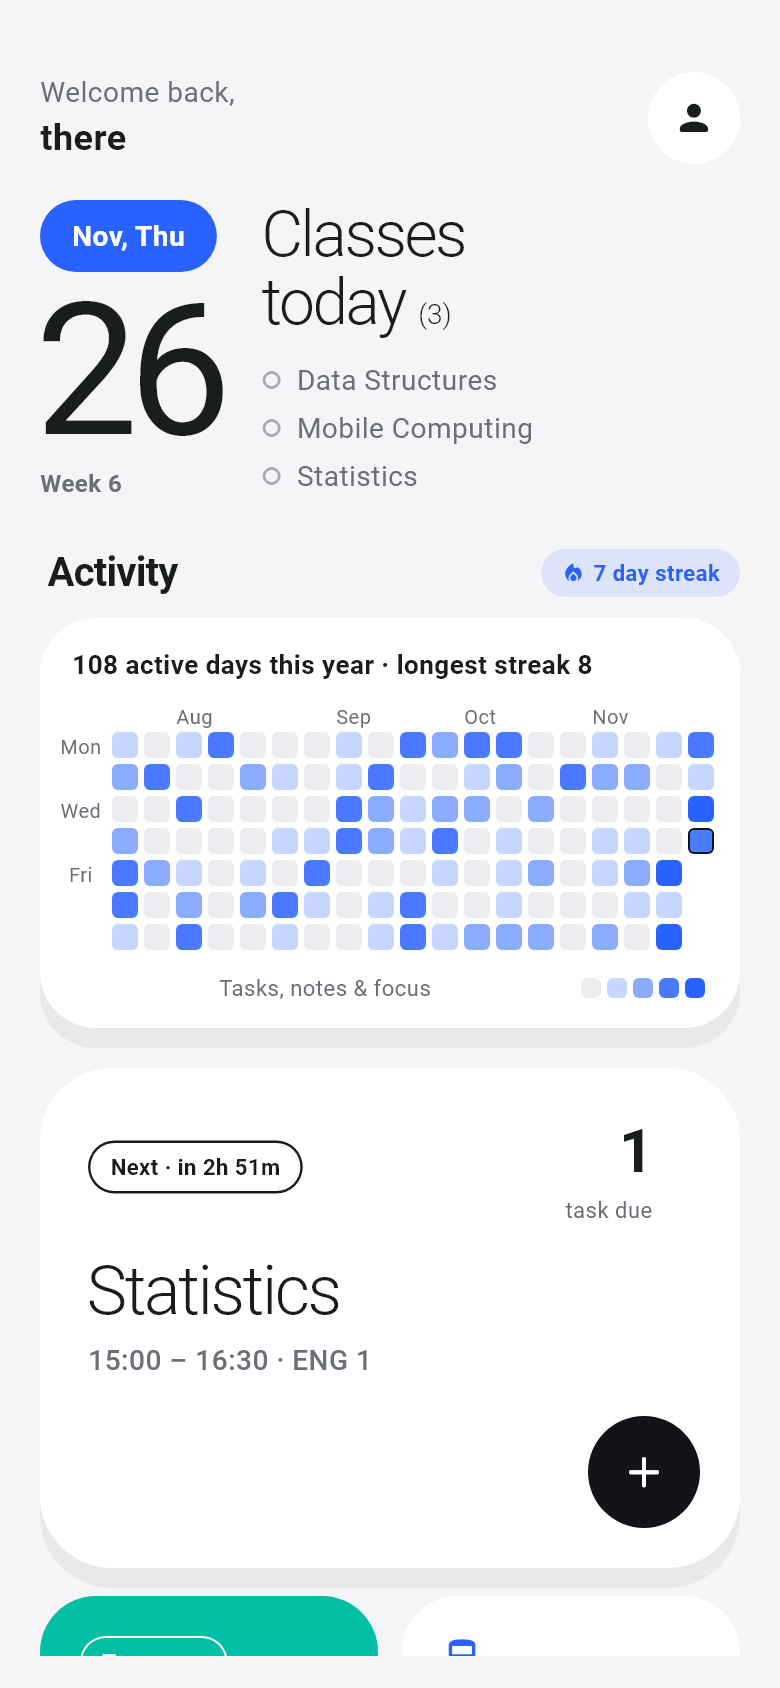 Welcome back,
there
Nov, Thu
26
Week 6
Classes
today (3)
Data Structures
Mobile Computing
Statistics
Activity
7 day streak
108 active days this year · longest streak 8
Aug Sep Oct Nov
Mon
Wed
Fri
Tasks, notes & focus
Next · in 2h 51m
1
task due
Statistics
15:00 – 16:30 · ENG 1